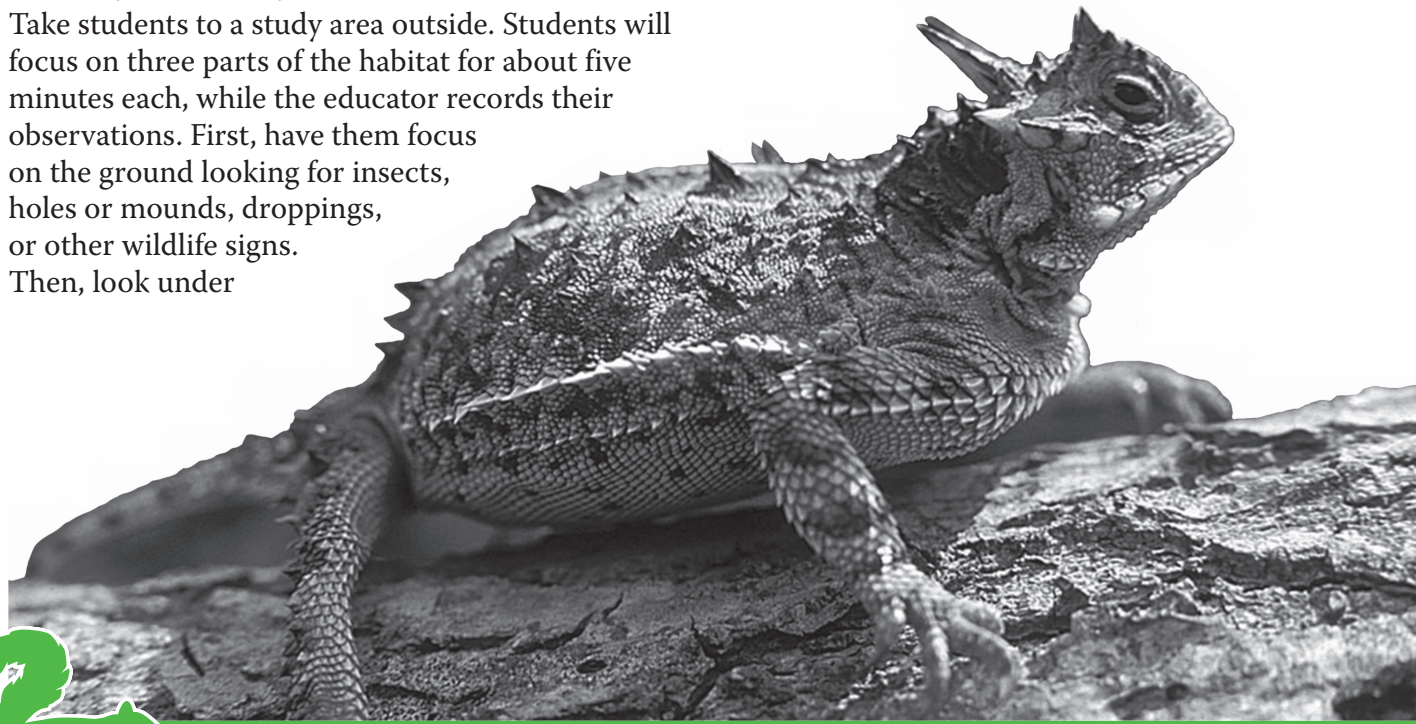 Take students to a study area outside. Students will
focus on three parts of the habitat for about five
minutes each, while the educator records their
observations. First, have them focus
on the ground looking for insects,
holes or mounds, droppings,
or other wildlife signs.
Then, look under